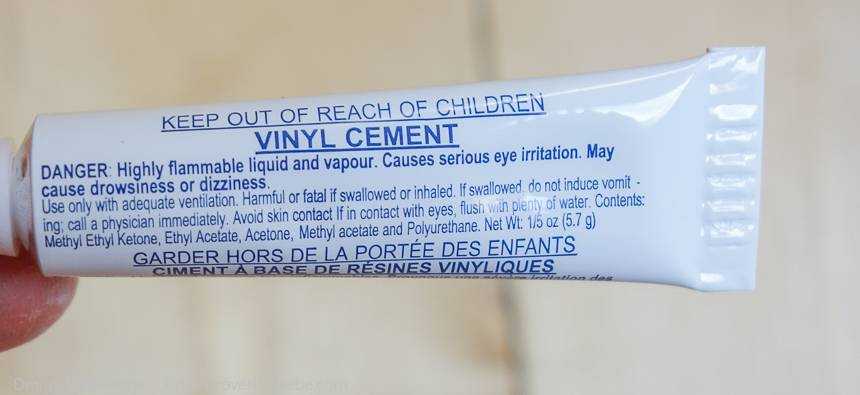 KEEP OUT OF REACH OF CHILDREN
VINYL CEMENT
DANGER: Highly flammable liquid and vapour. Causes serious eye irritation. May
cause drowsiness or dizziness.
Use only with adequate ventilation. Harmful or fatal if swallowed or inhaled. If swallowed, do not induce vomit -
ing; call a physician immediately. Avoid skin contact If in contact with eyes, flush with plenty of water. Contents:
Methyl Ethyl Ketone, Ethyl Acetate, Acetone, Methyl acetate and Polyurethane. Net Wt: 1/5 oz (5.7 g)
GARDER HORS DE LA PORTÉE DES ENFANTS
CIMENT À BASE DE RÉSINES VINYLIQUES